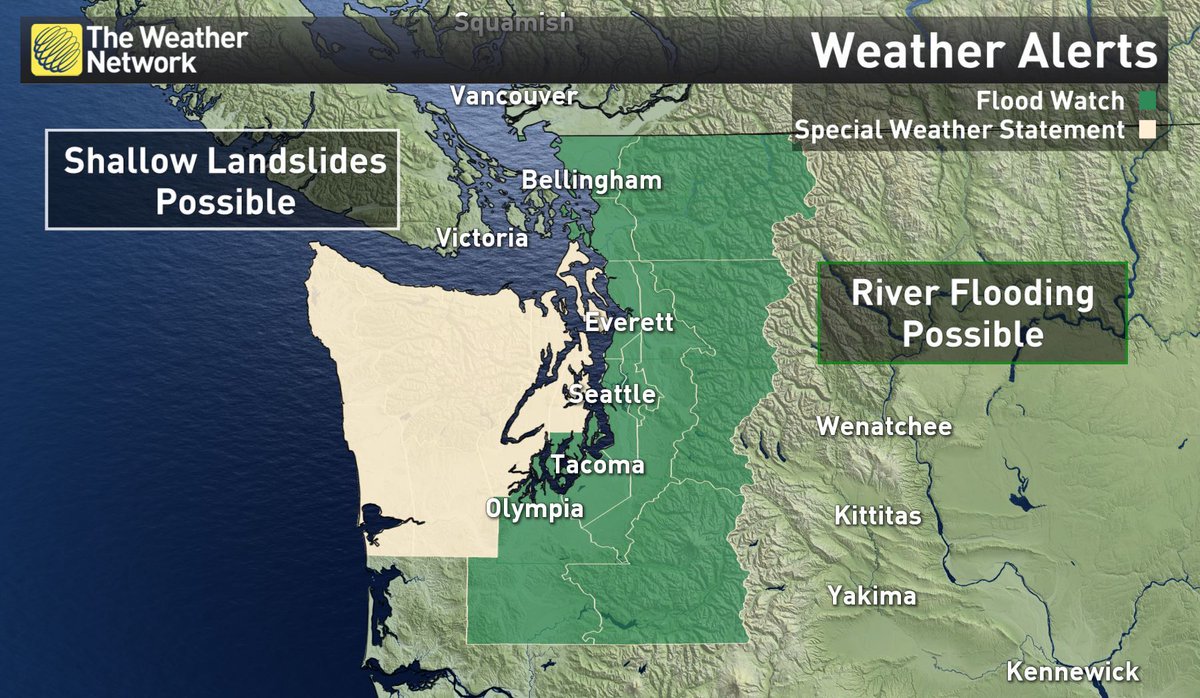 Squamish
The Weather
Network
Weather Alerts
Vancouver
Flood Watch
Special Weather Statement
Shallow Landslides
Possible
Bellingham
Victoria
River Flooding
Possible
Everett
Seattle
Wenatchee
Tacoma
Olympia
Kittitas
Yakima
Kennewick